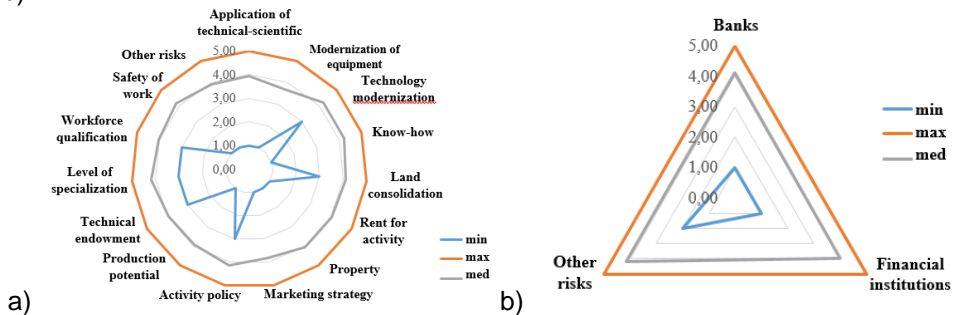 Application of
technical-scientific
Modernization of
equipment
Technology
modernization
Know-how
Land
consolidation
Rent for
activity
Property
Marketing strategy
Activity policy
Production
potential
Technical
endowment
Level of
specialization
Workforce
qualification
Safety of
work
Other risks
5,00
4,00
3,00
2,00
1,00
0,00
min
max
med
a)
Banks
5,00
4,00
3,00
2,00
1,00
0,00
Other
risks
Financial
institutions
min
max
med
b)